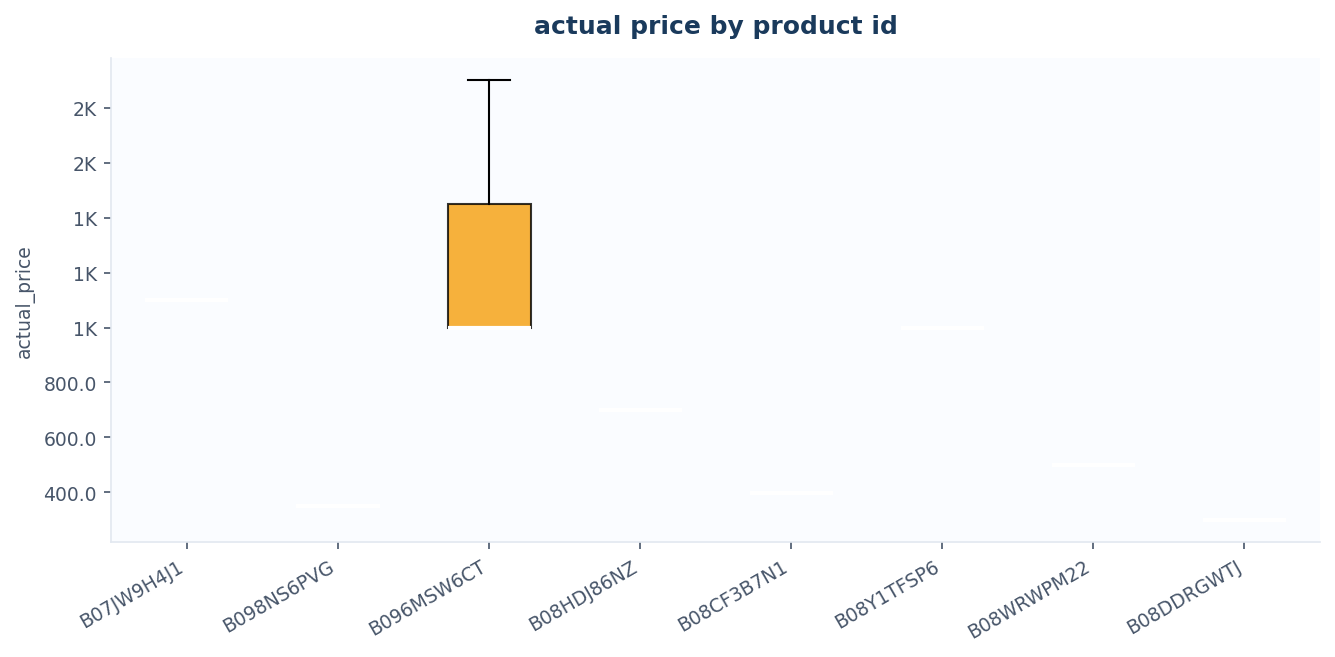 actual price by product id
2K
2K
1K
1K
1K
800.0
600.0
400.0
actual_price
B07JW9H4J1
B098NS6PVG
B096MSW6CT
B08HDJ86NZ
B08CF3B7N1
B08Y1TFSP6
B08WRWPM22
B08DDRGWTJ